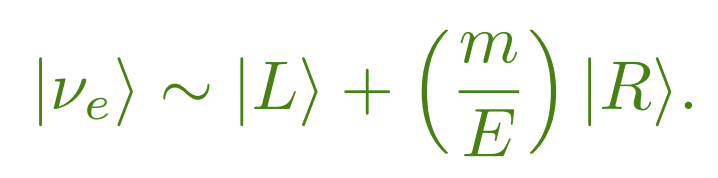 |ν_e⟩ ∼ |L⟩ + (m/E) |R⟩.